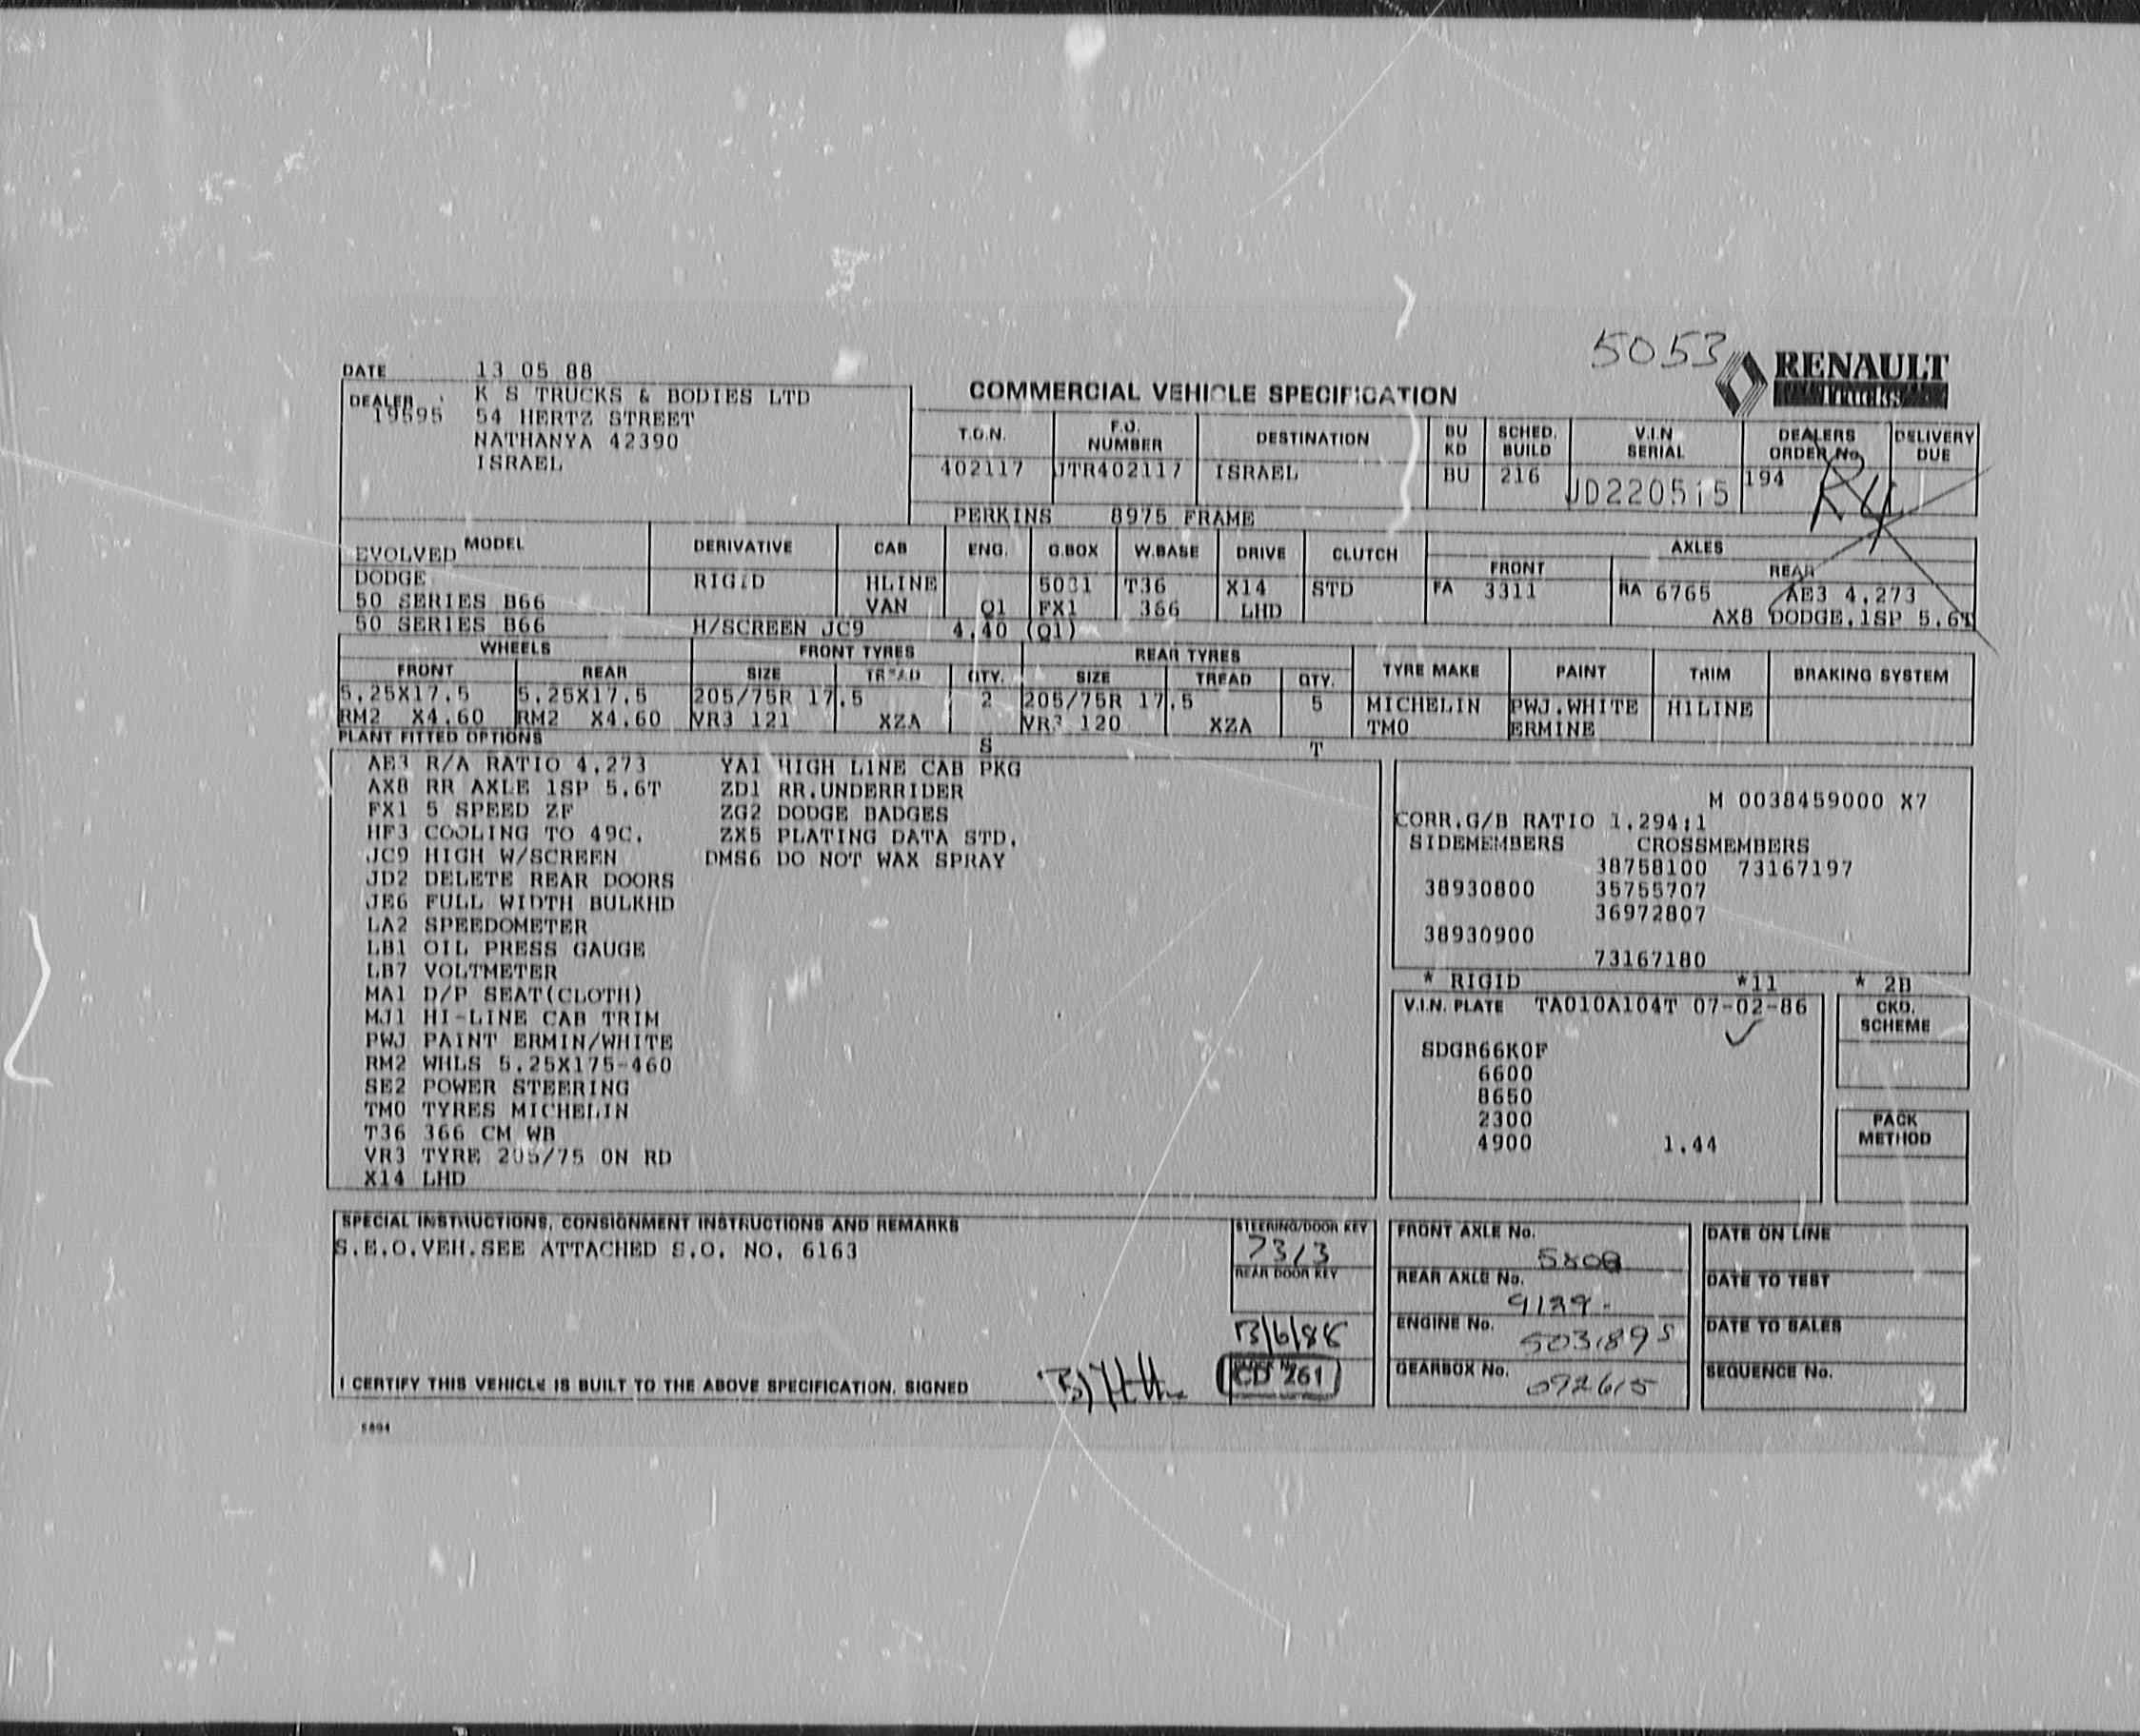 5053
RENAULT
Trucks
DATE 13 05 88
DEALER 19595 K S TRUCKS & BODIES LTD
54 HERTZ STREET
NATHANYA 42390
ISRAEL
COMMERCIAL VEHICLE SPECIFICATION
T.O.N. F.O. NUMBER DESTINATION BU KD SCHED. BUILD V.I.N SERIAL DEALERS ORDER No DELIVERY DUE
402117 JTR402117 ISRAEL BU 216 JD220515 194
PERKINS 8975 FRAME
MODEL DERIVATIVE CAB ENG. G.BOX W.BASE DRIVE CLUTCH AXLES
FRONT REAR
EVOLVED
DODGE RIGID HLINE 5031 T36 X14 STD FA 3311 RA 6765 AE3 4.273
50 SERIES B66 VAN Q1 FX1 366 LHD AX8 DODGE,1SP 5.6T
50 SERIES B66 H/SCREEN JC9 4.40 (Q1)
WHEELS FRONT TYRES REAR TYRES TYRE MAKE PAINT TRIM BRAKING SYSTEM
FRONT REAR SIZE TREAD QTY. SIZE TREAD QTY.
5.25X17.5 5.25X17.5 205/75R 17.5 2 205/75R 17.5 5 MICHELIN PWJ.WHITE HILINE
RM2 X4.60 RM2 X4.60 VR3 121 XZA VR3 120 XZA TM0 ERMINE
PLANT FITTED OPTIONS S T
AE3 R/A RATIO 4.273 YA1 HIGH LINE CAB PKG
AX8 RR AXLE 1SP 5.6T ZD1 RR.UNDERRIDER
FX1 5 SPEED ZF ZG2 DODGE BADGES
HF3 COOLING TO 49C. ZX5 PLATING DATA STD.
JC9 HIGH W/SCREEN DMS6 DO NOT WAX SPRAY
JD2 DELETE REAR DOORS
JE6 FULL WIDTH BULKHD
LA2 SPEEDOMETER
LB1 OIL PRESS GAUGE
LB7 VOLTMETER
MA1 D/P SEAT(CLOTH)
MJ1 HI-LINE CAB TRIM
PWJ PAINT ERMIN/WHITE
RM2 WHLS 5.25X175-460
SE2 POWER STEERING
TM0 TYRES MICHELIN
T36 366 CM WB
VR3 TYRE 205/75 ON RD
X14 LHD
M 0038459000 X7
CORR.G/B RATIO 1.294:1
SIDEMEMBERS CROSSMEMBERS
38758100 73167197
38930800 35755707
36972807
38930900
73167180
* RIGID *11 * 2B
V.I.N. PLATE TA010A104T 07-02-86
SDGB66K0F
6600
8650
2300
4900 1.44
CKD. SCHEME
PACK METHOD
SPECIAL INSTRUCTIONS, CONSIGNMENT INSTRUCTIONS AND REMARKS
S.E.O.VEH.SEE ATTACHED S.O. NO. 6163
I CERTIFY THIS VEHICLE IS BUILT TO THE ABOVE SPECIFICATION. SIGNED
STEERING/DOOR KEY
REAR DOOR KEY
13/6/88
CD 261
FRONT AXLE No.
REAR AXLE No.
9129
ENGINE No.
GEARBOX No.
092615
DATE ON LINE
DATE TO TEST
DATE TO SALES
SEQUENCE No.